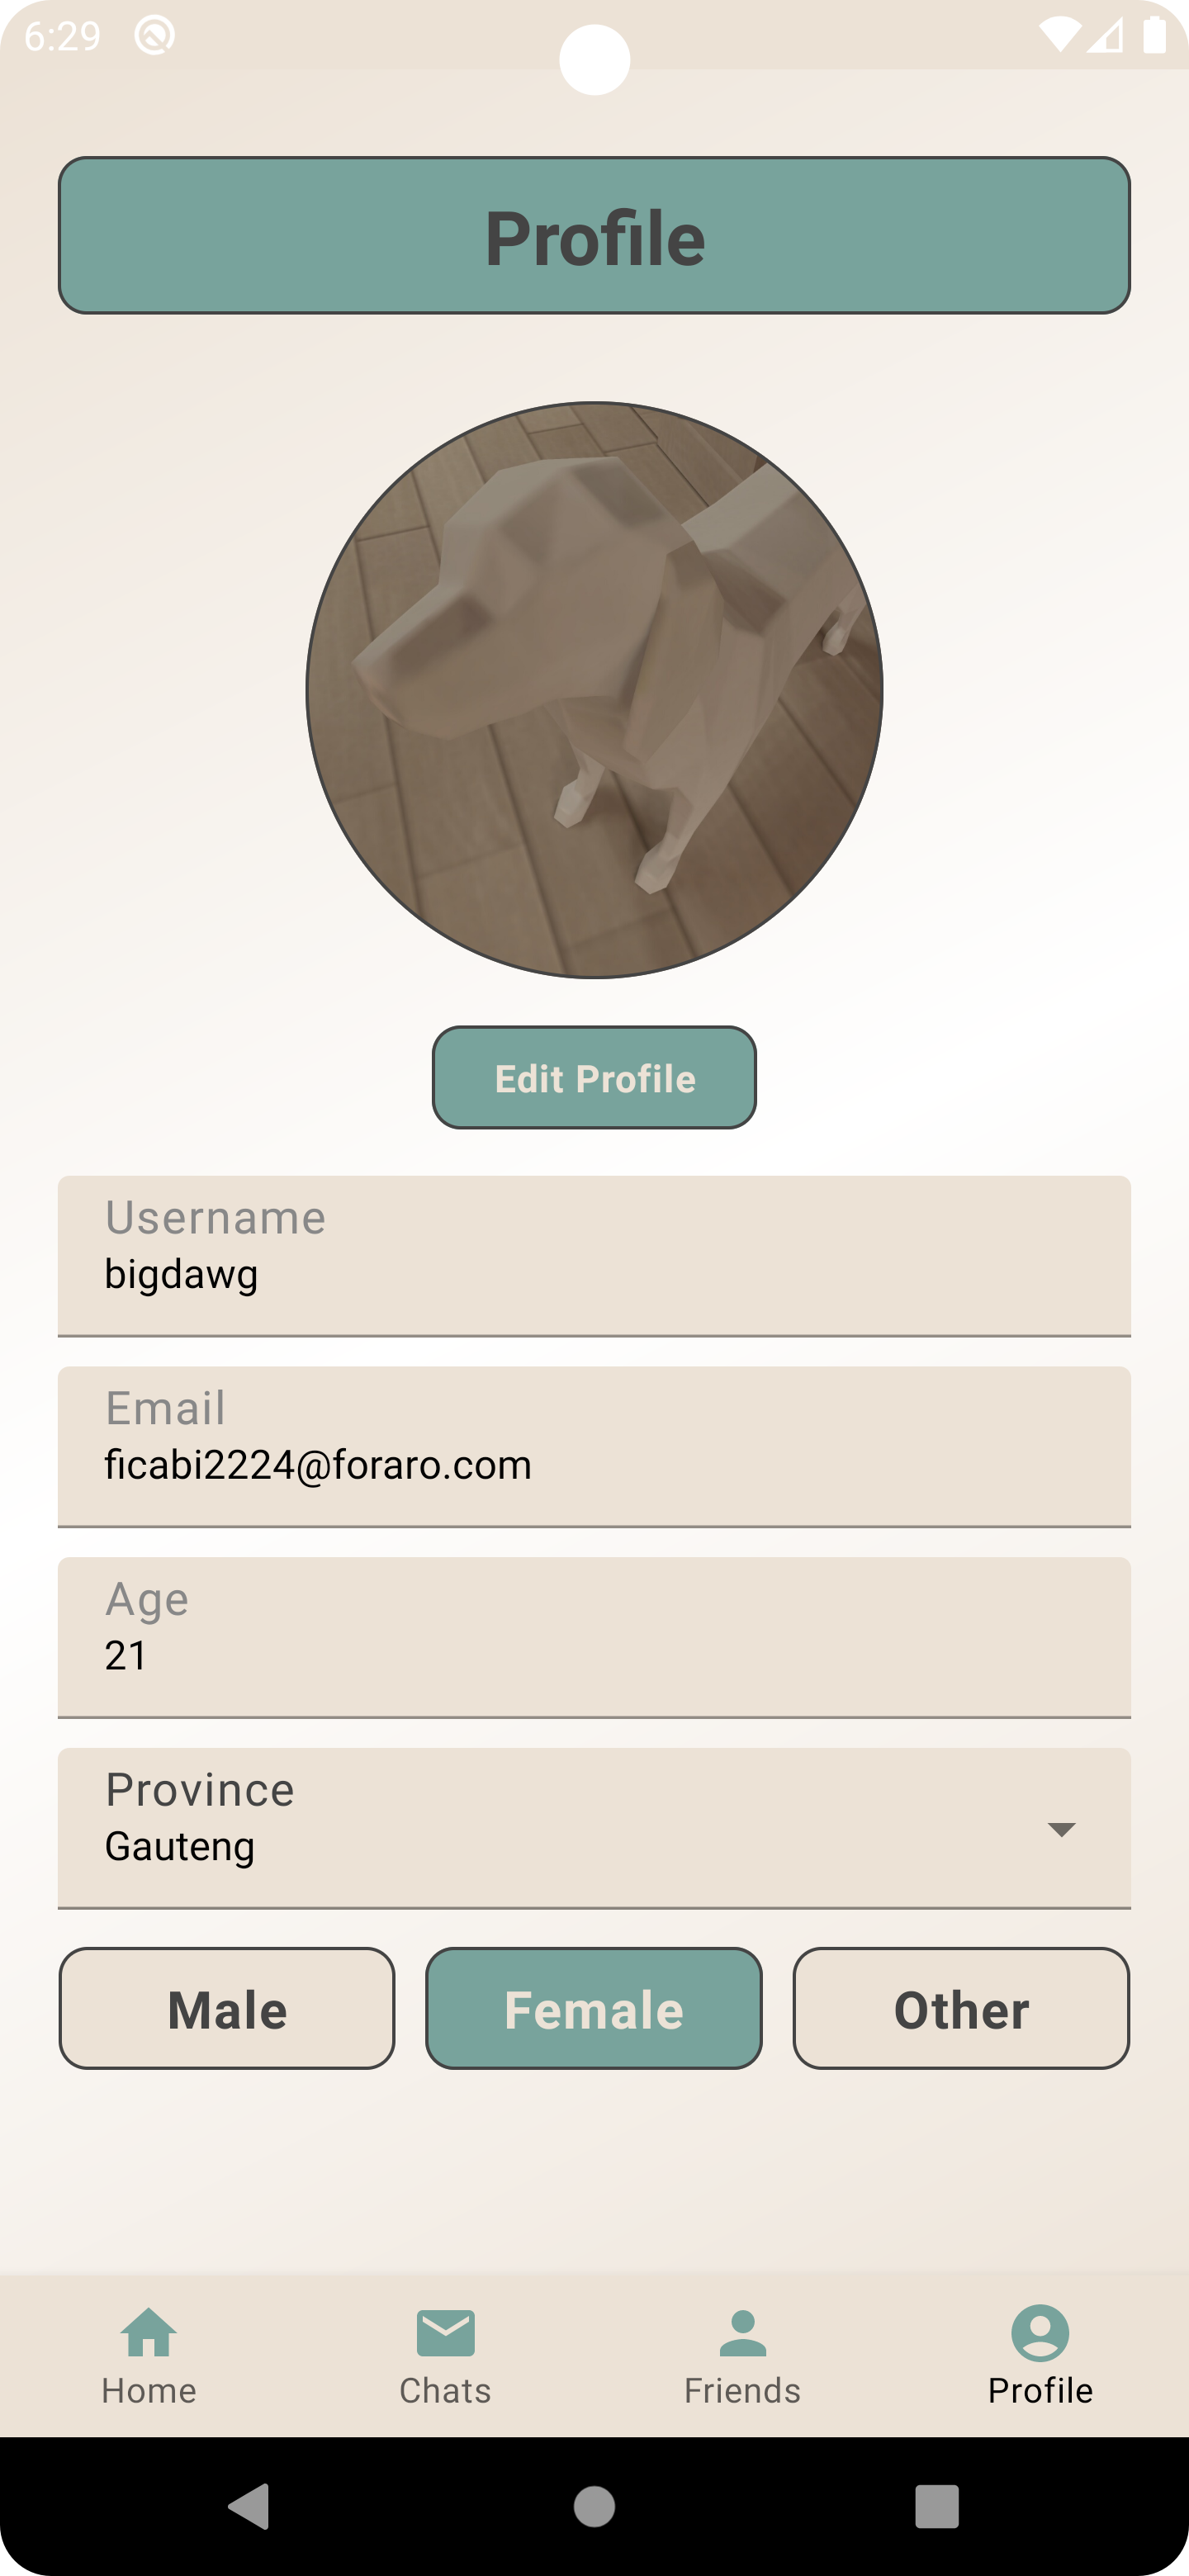 6:29
Profile
Edit Profile
Username
bigdawg
Email
ficabi2224@foraro.com
Age
21
Province
Gauteng
Male Female Other
Home Chats Friends Profile